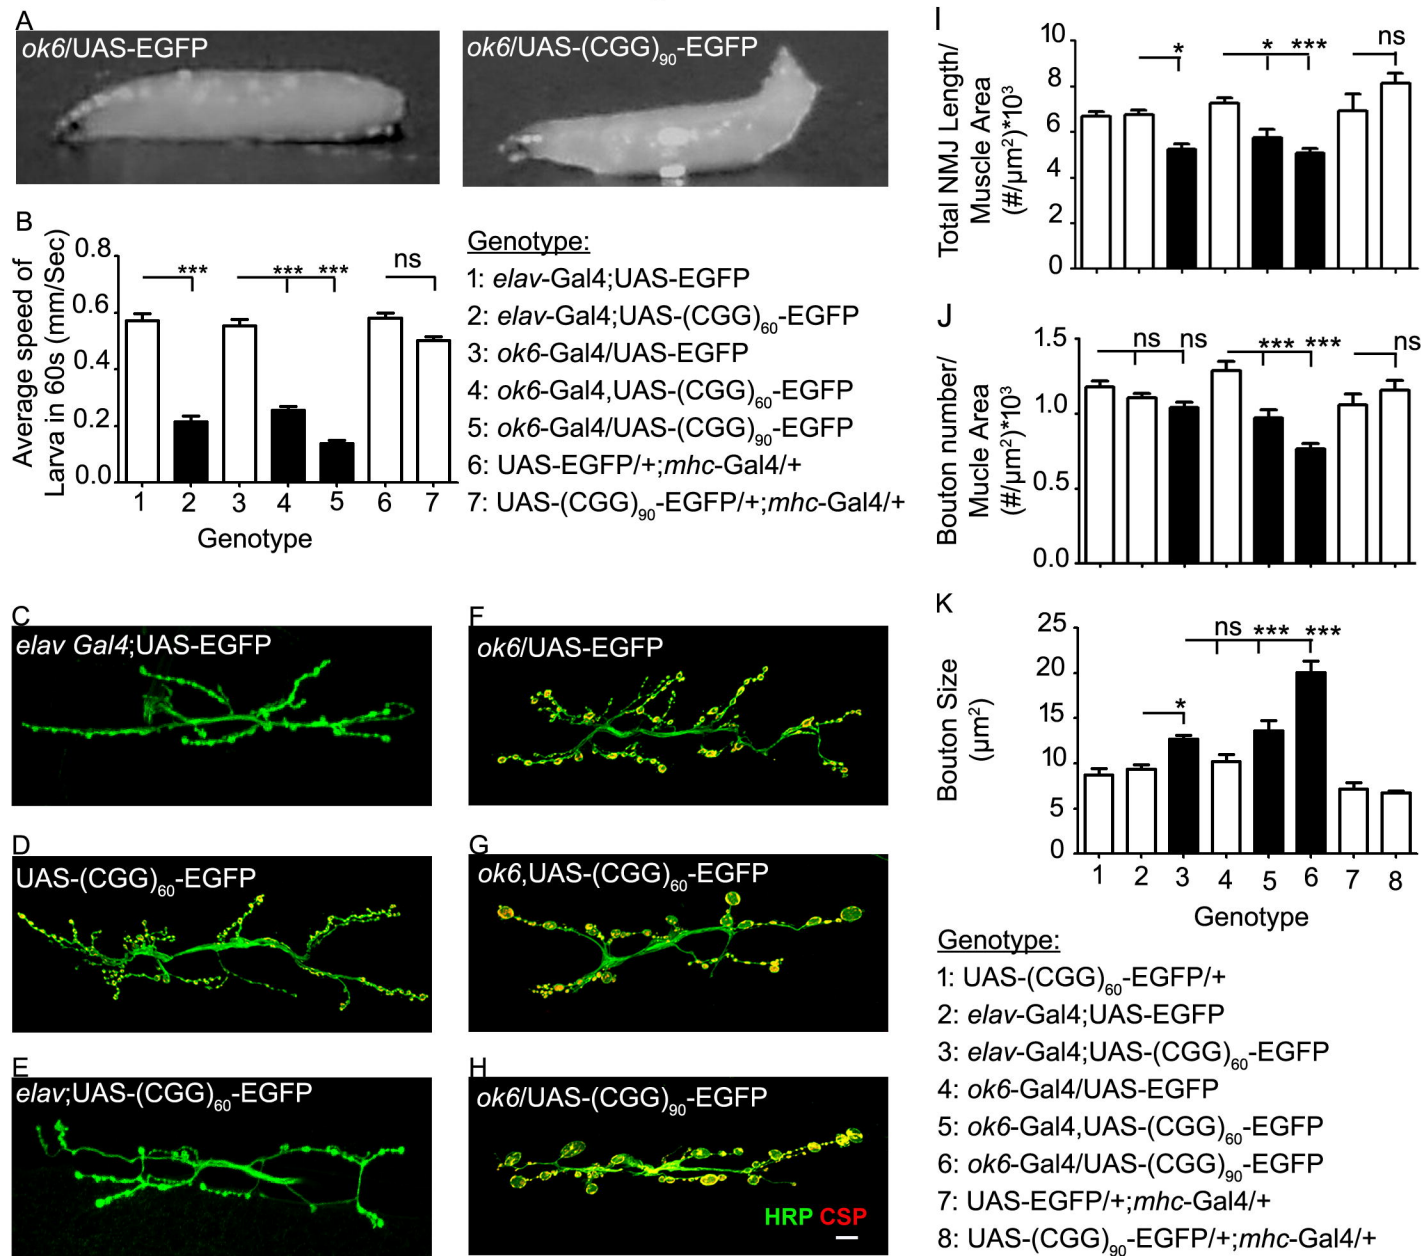 A
ok6/UAS-EGFP
ok6/UAS-(CGG)90-EGFP
B
Average speed of
Larva in 60s (mm/Sec)
0.8
0.6
0.4
0.2
0.0
***
*** ***
ns
1 2 3 4 5 6 7
Genotype
Genotype:
1: elav-Gal4;UAS-EGFP
2: elav-Gal4;UAS-(CGG)60-EGFP
3: ok6-Gal4/UAS-EGFP
4: ok6-Gal4,UAS-(CGG)60-EGFP
5: ok6-Gal4/UAS-(CGG)90-EGFP
6: UAS-EGFP/+;mhc-Gal4/+
7: UAS-(CGG)90-EGFP/+;mhc-Gal4/+
C
elav Gal4;UAS-EGFP
D
UAS-(CGG)60-EGFP
E
elav;UAS-(CGG)60-EGFP
F
ok6/UAS-EGFP
G
ok6,UAS-(CGG)60-EGFP
H
ok6/UAS-(CGG)90-EGFP
HRP CSP
I
Total NMJ Length/
Muscle Area
(#/µm²)*10³
10
8
6
4
2
0
*
* ***
ns
J
Bouton number/
Mucle Area
(#/µm²)*10³
1.5
1.0
0.5
0.0
ns ns
*** ***
ns
K
Bouton Size
(µm²)
25
20
15
10
5
0
*
ns *** ***
1 2 3 4 5 6 7 8
Genotype
Genotype:
1: UAS-(CGG)60-EGFP/+
2: elav-Gal4;UAS-EGFP
3: elav-Gal4;UAS-(CGG)60-EGFP
4: ok6-Gal4/UAS-EGFP
5: ok6-Gal4,UAS-(CGG)60-EGFP
6: ok6-Gal4/UAS-(CGG)90-EGFP
7: UAS-EGFP/+;mhc-Gal4/+
8: UAS-(CGG)90-EGFP/+;mhc-Gal4/+